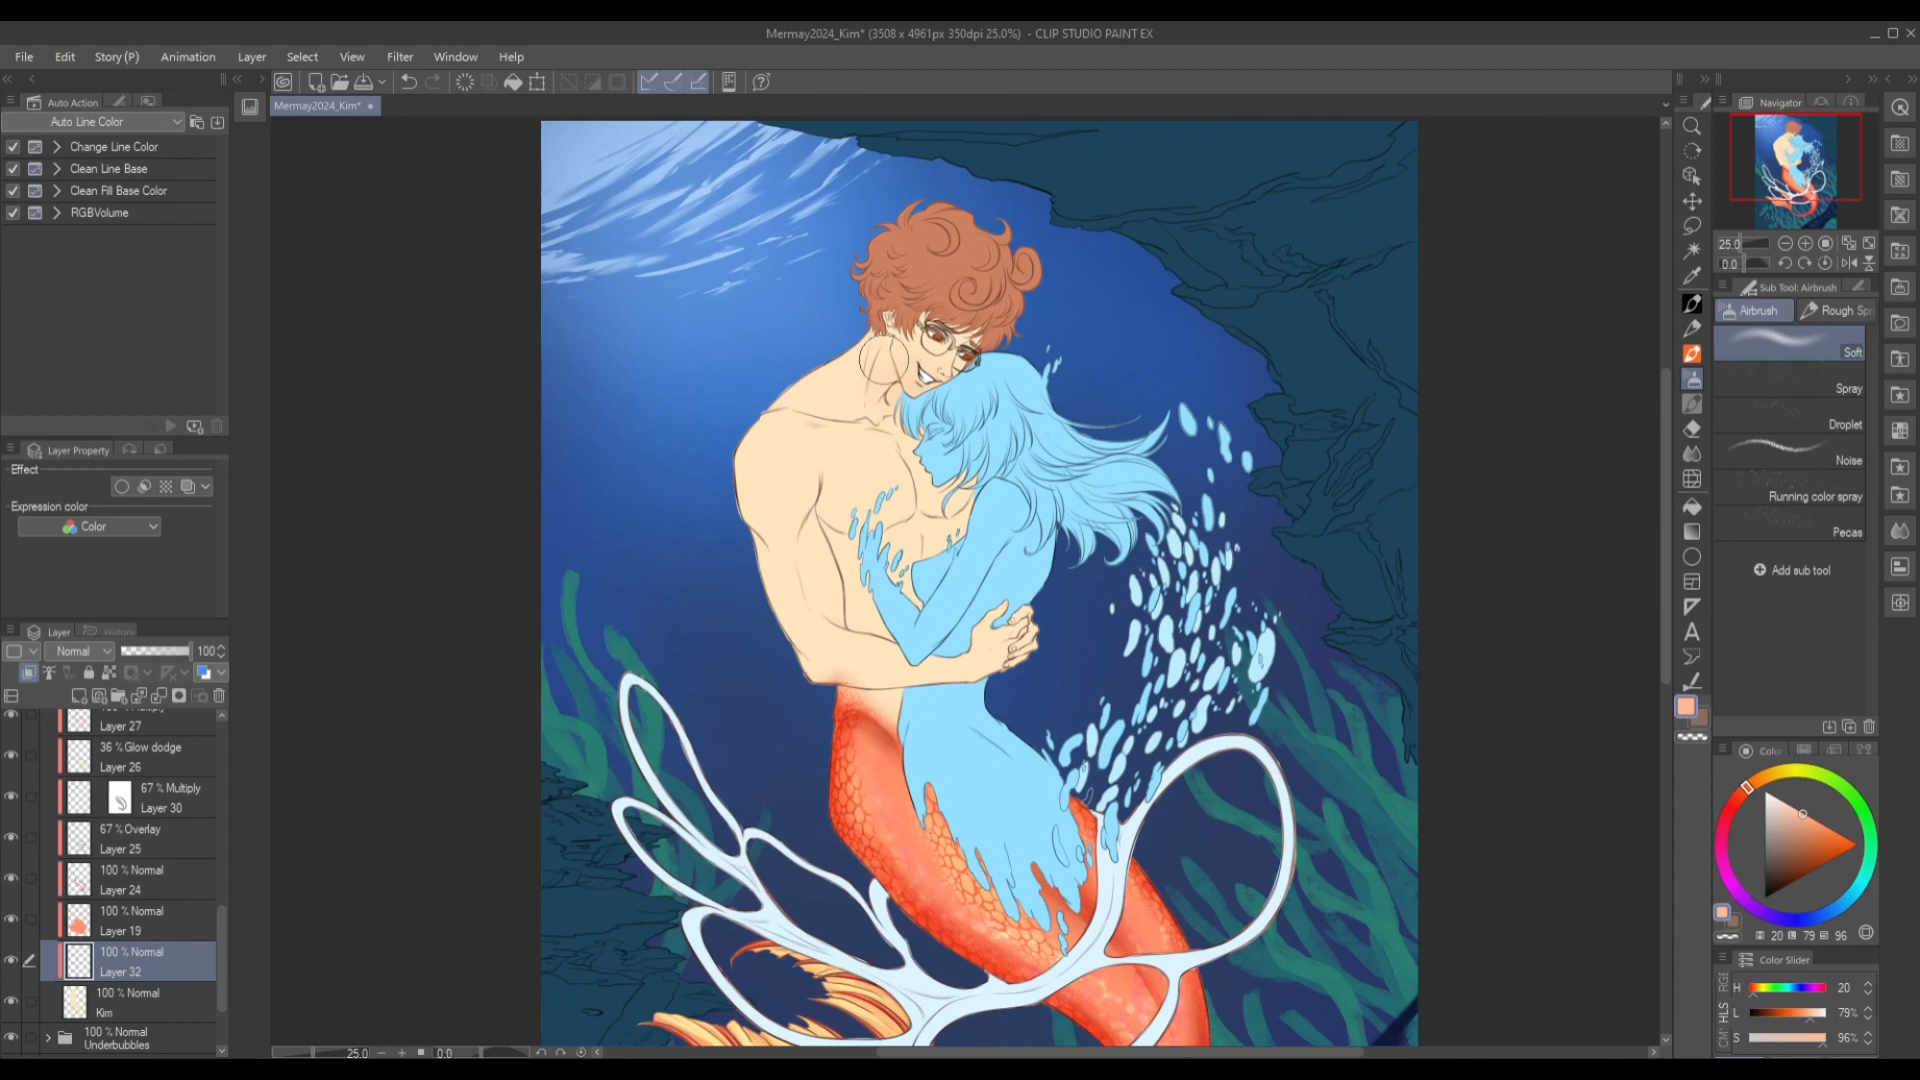 Mermay2024_Kim* (3508 x 4961px 350dpi 25.0%) - CLIP STUDIO PAINT EX
File Edit Story (P) Animation Layer Select View Filter Window Help
Auto Action
Mermay2024_Kim*
Navigator
Auto Line Color
Change Line Color
Clean Line Base
Clean Fill Base Color
RGBVolume
25.0
0.0
Sub Tool: Airbrush
Airbrush
Rough Spr
Soft
Spray
Droplet
Noise
Running color spray
Pecas
Add sub tool
Layer Property
Effect
Expression color
Color
Layer
History
Normal
100
Layer 27
36 % Glow dodge
Layer 26
67 % Multiply
Layer 30
67 % Overlay
Layer 25
100 % Normal
Layer 24
100 % Normal
Layer 19
100 % Normal
Layer 32
100 % Normal
Kim
100 % Normal
Underbubbles
25.0
0.0
A
20
79
96
Color Slider
RGB
HLS
H 20
L 79%
S 96%